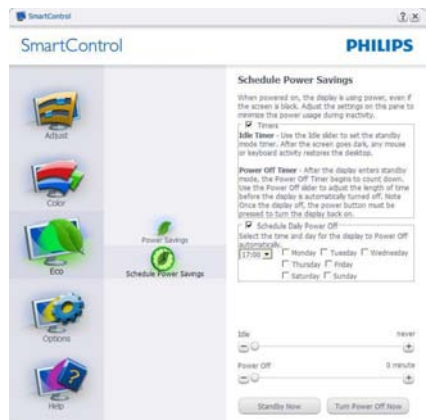 SmartControl
SmartControl
PHILIPS
Adjust
Color
Eco
Options
Help
Power Savings
Schedule Power Savings
Schedule Power Savings
When powered on, the display is using power, even if
the screen is black. Adjust the settings on this pane to
minimize the power usage during inactivity.
Timers
Idle Timer - Use the Idle slider to set the standby
mode timer. After the screen goes dark, any mouse
or keyboard activity restores the desktop.
Power Off Timer - After the display enters standby
mode, the Power Off Timer begins to count down.
Use the Power Off slider to adjust the length of time
before the display is automatically turned off. Note
Once the display off, the power button must be
pressed to turn the display back on.
Schedule Daily Power Off
Select the time and day for the display to Power Off
automatically.
17:00 Monday Tuesday Wednesday
Thursday Friday
Saturday Sunday
Idle never
Power Off 0 minute
Standby Now Turn Power Off Now